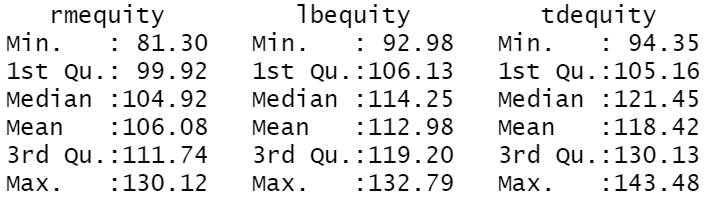 rmequity         lbequity        tdequity
Min.   : 81.30   Min.   : 92.98   Min.   : 94.35
1st Qu.: 99.92   1st Qu.:106.13   1st Qu.:105.16
Median :104.92   Median :114.25   Median :121.45
Mean   :106.08   Mean   :112.98   Mean   :118.42
3rd Qu.:111.74   3rd Qu.:119.20   3rd Qu.:130.13
Max.   :130.12   Max.   :132.79   Max.   :143.48